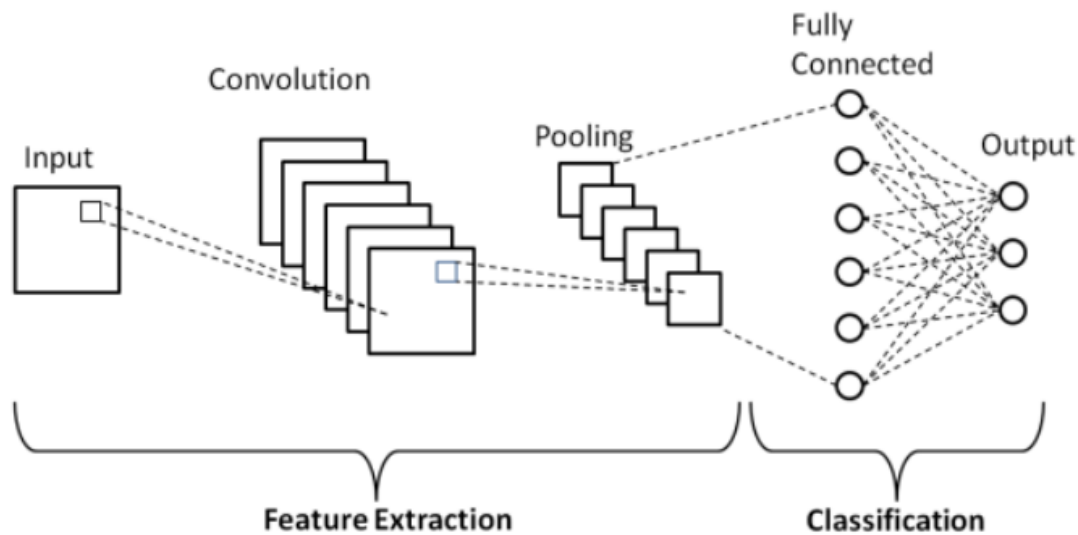 Input
Convolution
Pooling
Fully
Connected
Output
Feature Extraction
Classification